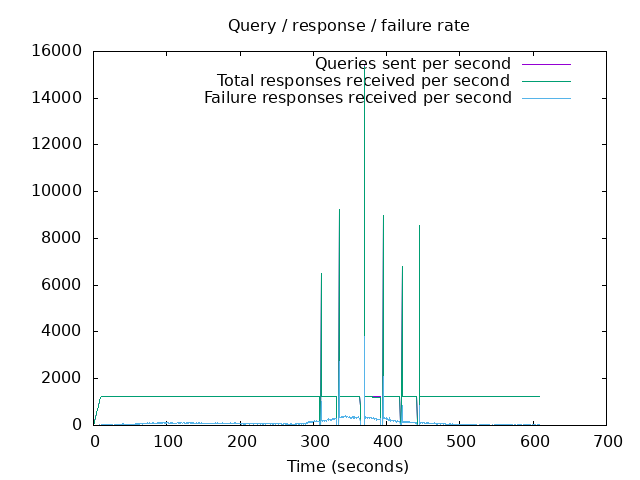 Query / response / failure rate
16000
Queries sent per second
Total responses received per second
Failure responses received per second
14000
12000
10000
8000
6000
4000
2000
0
0 100 200 300 400 500 600 700
Time (seconds)